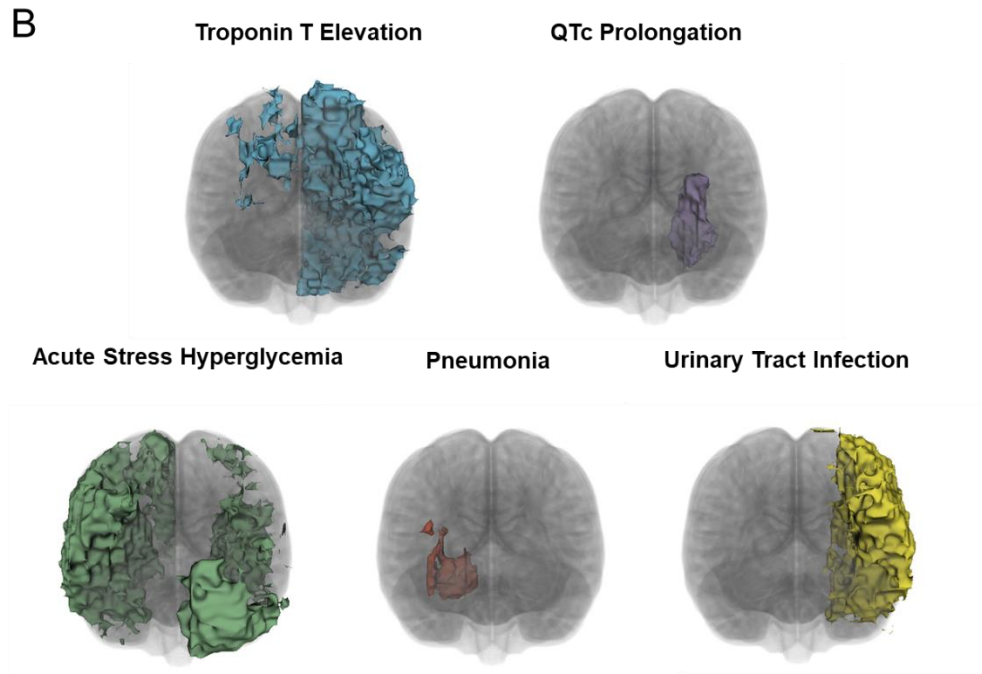 B
Troponin T Elevation
QTc Prolongation
Acute Stress Hyperglycemia
Pneumonia
Urinary Tract Infection